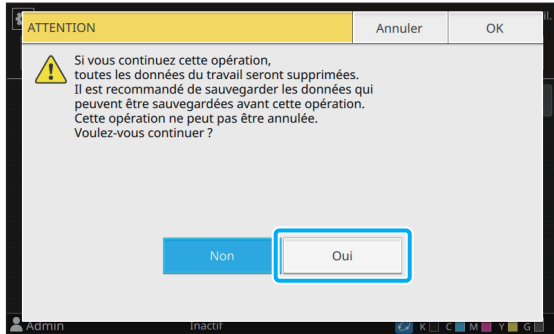 ATTENTION
Annuler
OK
Si vous continuez cette opération,
toutes les données du travail seront supprimées.
Il est recommandé de sauvegarder les données qui
peuvent être sauvegardées avant cette opération.
Cette opération ne peut pas être annulée.
Voulez-vous continuer ?
Non
Oui
Admin
Inactif
K C M Y G